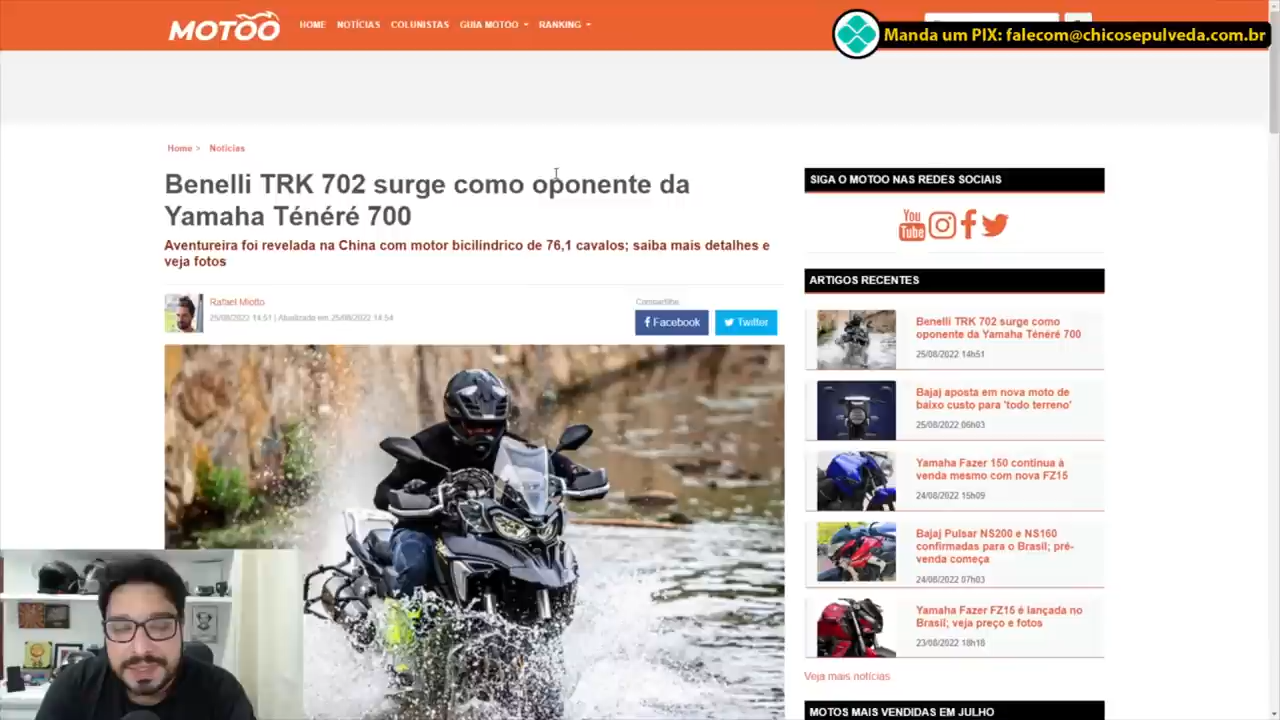 MOTOO
HOME
NOTÍCIAS
COLUNISTAS
GUIA MOTOO
RANKING
Manda um PIX: falecom@chicosepulveda.com.br
Home >
Notícias
Benelli TRK 702 surge como oponente da
Yamaha Ténéré 700
Aventureira foi revelada na China com motor bicilíndrico de 76,1 cavalos; saiba mais detalhes e
veja fotos
Rafael Miotto
25/08/2022 14:51 | Atualizada em 25/08/2022 14:54
Compartilhe:
Facebook
Twitter
SIGA O MOTOO NAS REDES SOCIAIS
You
Tube
ARTIGOS RECENTES
Benelli TRK 702 surge como
oponente da Yamaha Ténéré 700
25/08/2022 14h51
Bajaj aposta em nova moto de
baixo custo para 'todo terreno'
25/08/2022 06h03
Yamaha Fazer 150 continua à
venda mesmo com nova FZ15
24/08/2022 15h09
Bajaj Pulsar NS200 e NS160
confirmadas para o Brasil; pré-
venda começa
24/08/2022 07h03
Yamaha Fazer FZ15 é lançada no
Brasil; veja preço e fotos
23/08/2022 18h16
Veja mais notícias
MOTOS MAIS VENDIDAS EM JULHO